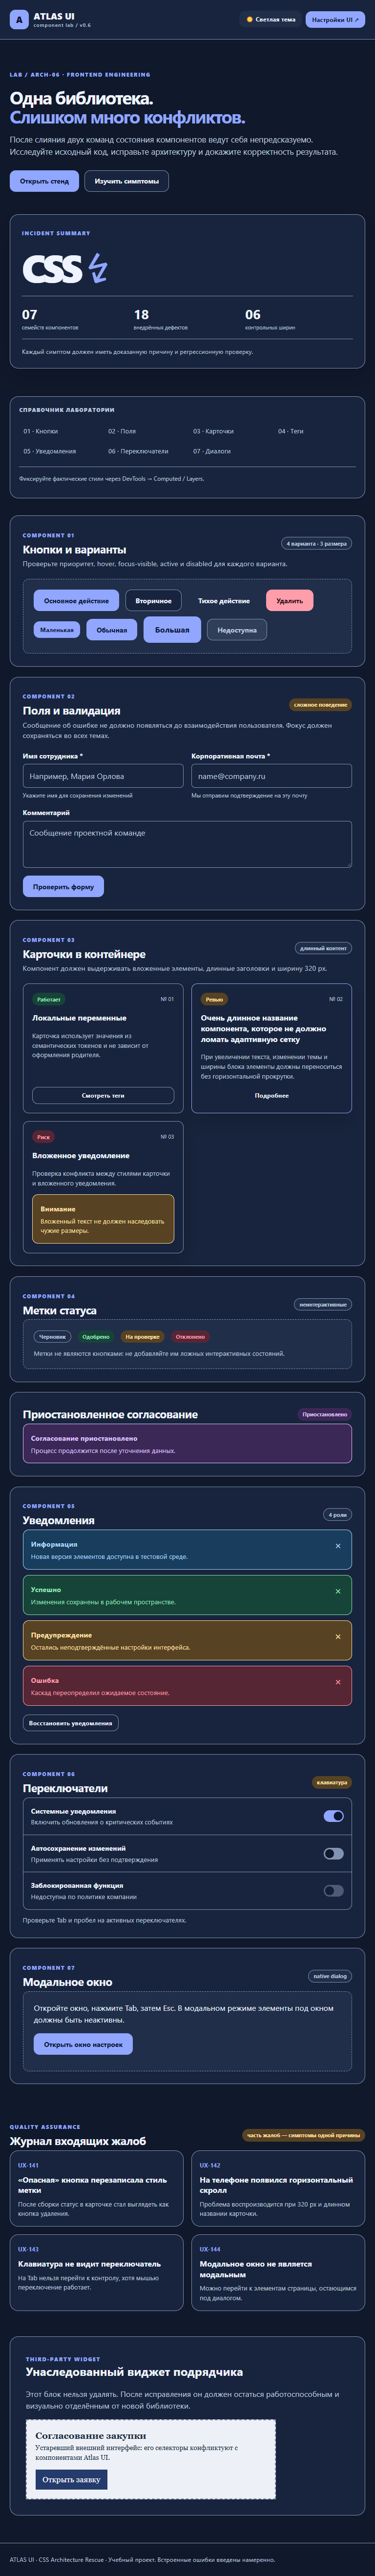 A
ATLAS UI
component lab / v0.6
Светлая тема
Настройки UI ↗
LAB / ARCH-06 · FRONTEND ENGINEERING
Одна библиотека.
Слишком много конфликтов.
После слияния двух команд состояния компонентов ведут себя непредсказуемо.
Исследуйте исходный код, исправьте архитектуру и докажите корректность результата.
Открыть стенд
Изучить симптомы
INCIDENT SUMMARY
CSS
07
18
06
семейств компонентов
внедрённых дефектов
контрольных ширин
Каждый симптом должен иметь доказанную причину и регрессионную проверку.
СПРАВОЧНИК ЛАБОРАТОРИИ
01 · Кнопки
02 · Поля
03 · Карточки
04 · Теги
05 · Уведомления
06 · Переключатели
07 · Диалоги
Фиксируйте фактические стили через DevTools → Computed / Layers.
COMPONENT 01
Кнопки и варианты
4 варианта · 3 размера
Проверьте приоритет, hover, focus-visible, active и disabled для каждого варианта.
Основное действие
Вторичное
Тихое действие
Удалить
Маленькая
Обычная
Большая
Недоступна
COMPONENT 02
Поля и валидация
сложное поведение
Сообщение об ошибке не должно появляться до взаимодействия пользователя. Фокус должен
сохраняться во всех темах.
Имя сотрудника *
Корпоративная почта *
Например, Мария Орлова
name@company.ru
Укажите имя для сохранения изменений
Мы отправим подтверждение на эту почту
Комментарий
Сообщение проектной команде
Проверить форму
COMPONENT 03
Карточки в контейнере
длинный контент
Компонент должен выдерживать вложенные элементы, длинные заголовки и ширину 320 px.
Работает
№ 01
Локальные переменные
Карточка использует значения из
семантических токенов и не зависит от
оформления родителя.
Смотреть теги
Ревью
№ 02
Очень длинное название
компонента, которое не должно
ломать адаптивную сетку
При увеличении текста, изменении темы и
ширины блока элементы должны переноситься
без горизонтальной прокрутки.
Подробнее
Риск
№ 03
Вложенное уведомление
Проверка конфликта между стилями карточки
и вложенного уведомления.
Внимание
Вложенный текст не должен наследовать
чужие размеры.
COMPONENT 04
Метки статуса
неинтерактивные
Черновик
Одобрено
На проверке
Отклонено
Метки не являются кнопками: не добавляйте им ложных интерактивных состояний.
Приостановленное согласование
Приостановлено
Согласование приостановлено
Процесс продолжится после уточнения данных.
COMPONENT 05
Уведомления
4 роли
Информация
Новая версия элементов доступна в тестовой среде.
×
Успешно
Изменения сохранены в рабочем пространстве.
×
Предупреждение
Остались неподтверждённые настройки интерфейса.
×
Ошибка
Каскад переопределил ожидаемое состояние.
×
Восстановить уведомления
COMPONENT 06
Переключатели
клавиатура
Системные уведомления
Включить обновления о критических событиях
Автосохранение изменений
Применять настройки без подтверждения
Заблокированная функция
Недоступна по политике компании
Проверьте Tab и пробел на активных переключателях.
COMPONENT 07
Модальное окно
native dialog
Откройте окно, нажмите Tab, затем Esc. В модальном режиме элементы под окном
должны быть неактивны.
Открыть окно настроек
QUALITY ASSURANCE
Журнал входящих жалоб
часть жалоб — симптомы одной причины
UX-141
«Опасная» кнопка перезаписала стиль
метки
После сборки статус в карточке стал выглядеть как
кнопка удаления.
UX-142
На телефоне появился горизонтальный
скролл
Проблема воспроизводится при 320 px и длинном
названии карточки.
UX-143
Клавиатура не видит переключатель
На Tab нельзя перейти к контролу, хотя мышью
переключение работает.
UX-144
Модальное окно не является
модальным
Можно перейти к элементам страницы, остающимся
под диалогом.
THIRD-PARTY WIDGET
Унаследованный виджет подрядчика
Этот блок нельзя удалять. После исправления он должен остаться работоспособным и
визуально отделённым от новой библиотеки.
Согласование закупки
Устаревший внешний интерфейс: его селекторы конфликтуют с
компонентами Atlas UI.
Открыть заявку
ATLAS UI · CSS Architecture Rescue · Учебный проект. Встроенные ошибки введены намеренно.